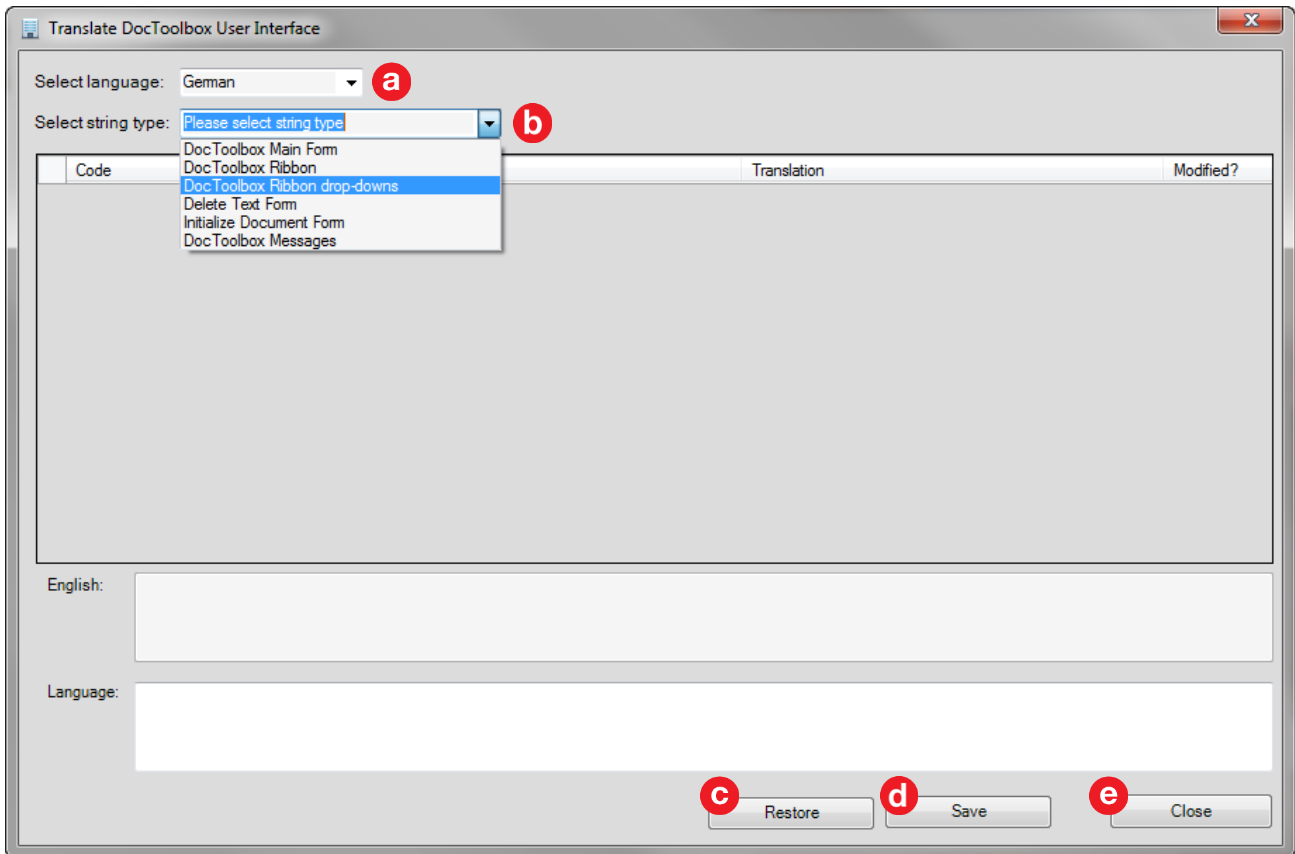 Translate DocToolbox User Interface
x
Select language: German a
Select string type: Please select string type b
DocToolbox Main Form
DocToolbox Ribbon
DocToolbox Ribbon drop-downs
Delete Text Form
Initialize Document Form
DocToolbox Messages
Code Translation Modified?
English:
Language:
c Restore d Save e Close